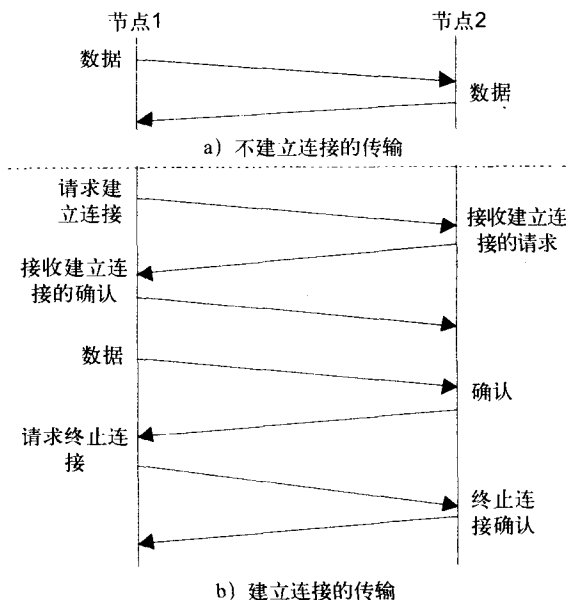 节点1
节点2
数据
数据
a）不建立连接的传输
请求建
立连接
接收建立连
接的请求
接收建立连
接的确认
数据
确认
请求终止连
接
终止连
接确认
b）建立连接的传输